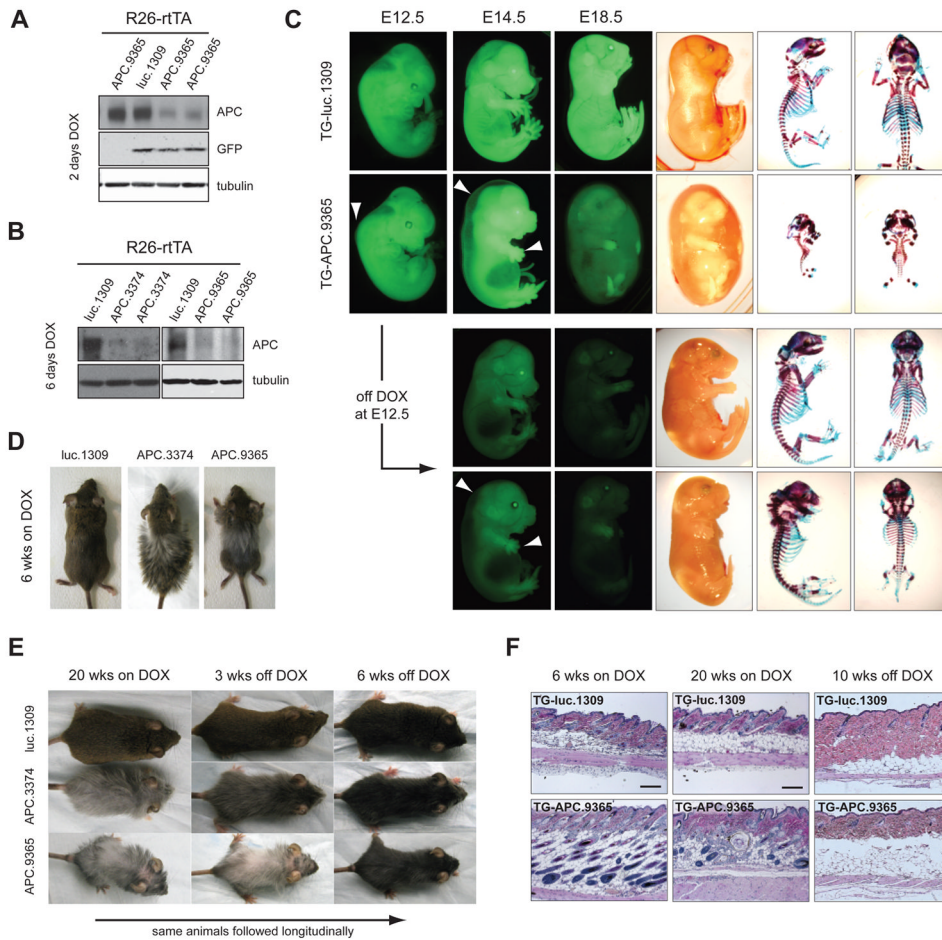 A
R26-rtTA
APC.9365
luc.1309
APC.9365
APC.9365
2 days DOX
APC
GFP
tubulin
B
R26-rtTA
luc.1309
APC.3374
APC.3374
luc.1309
APC.9365
APC.9365
6 days DOX
APC
tubulin
C
E12.5
E14.5
E18.5
TG-luc.1309
TG-APC.9365
off DOX
at E12.5
D
luc.1309
APC.3374
APC.9365
6 wks on DOX
E
20 wks on DOX
3 wks off DOX
6 wks off DOX
luc.1309
APC.3374
APC.9365
same animals followed longitudinally
F
6 wks on DOX
20 wks on DOX
10 wks off DOX
TG-luc.1309
TG-luc.1309
TG-luc.1309
TG-APC.9365
TG-APC.9365
TG-APC.9365